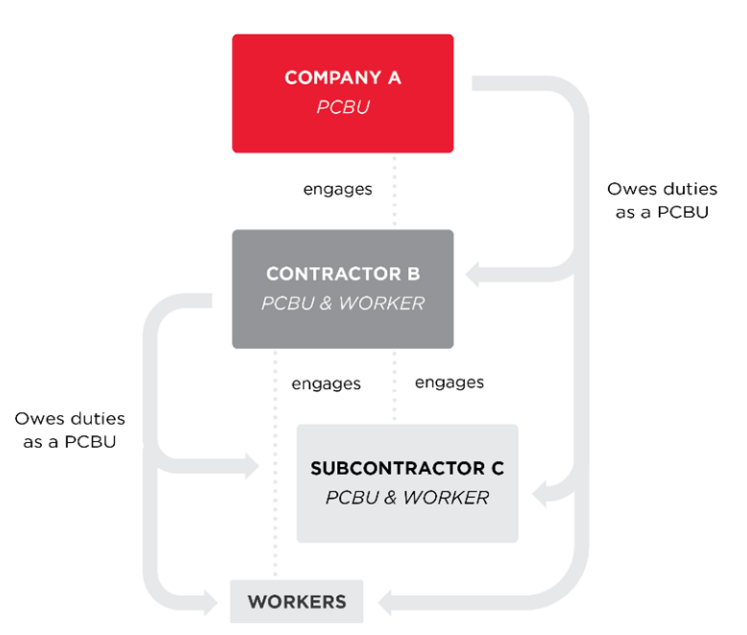 COMPANY A
PCBU
engages
Owes duties
as a PCBU
CONTRACTOR B
PCBU & WORKER
engages
engages
Owes duties
as a PCBU
SUBCONTRACTOR C
PCBU & WORKER
WORKERS